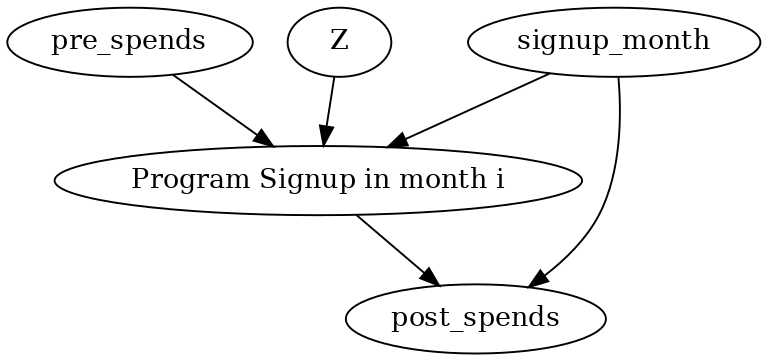 pre_spends
Z
signup_month
Program Signup in month i
post_spends